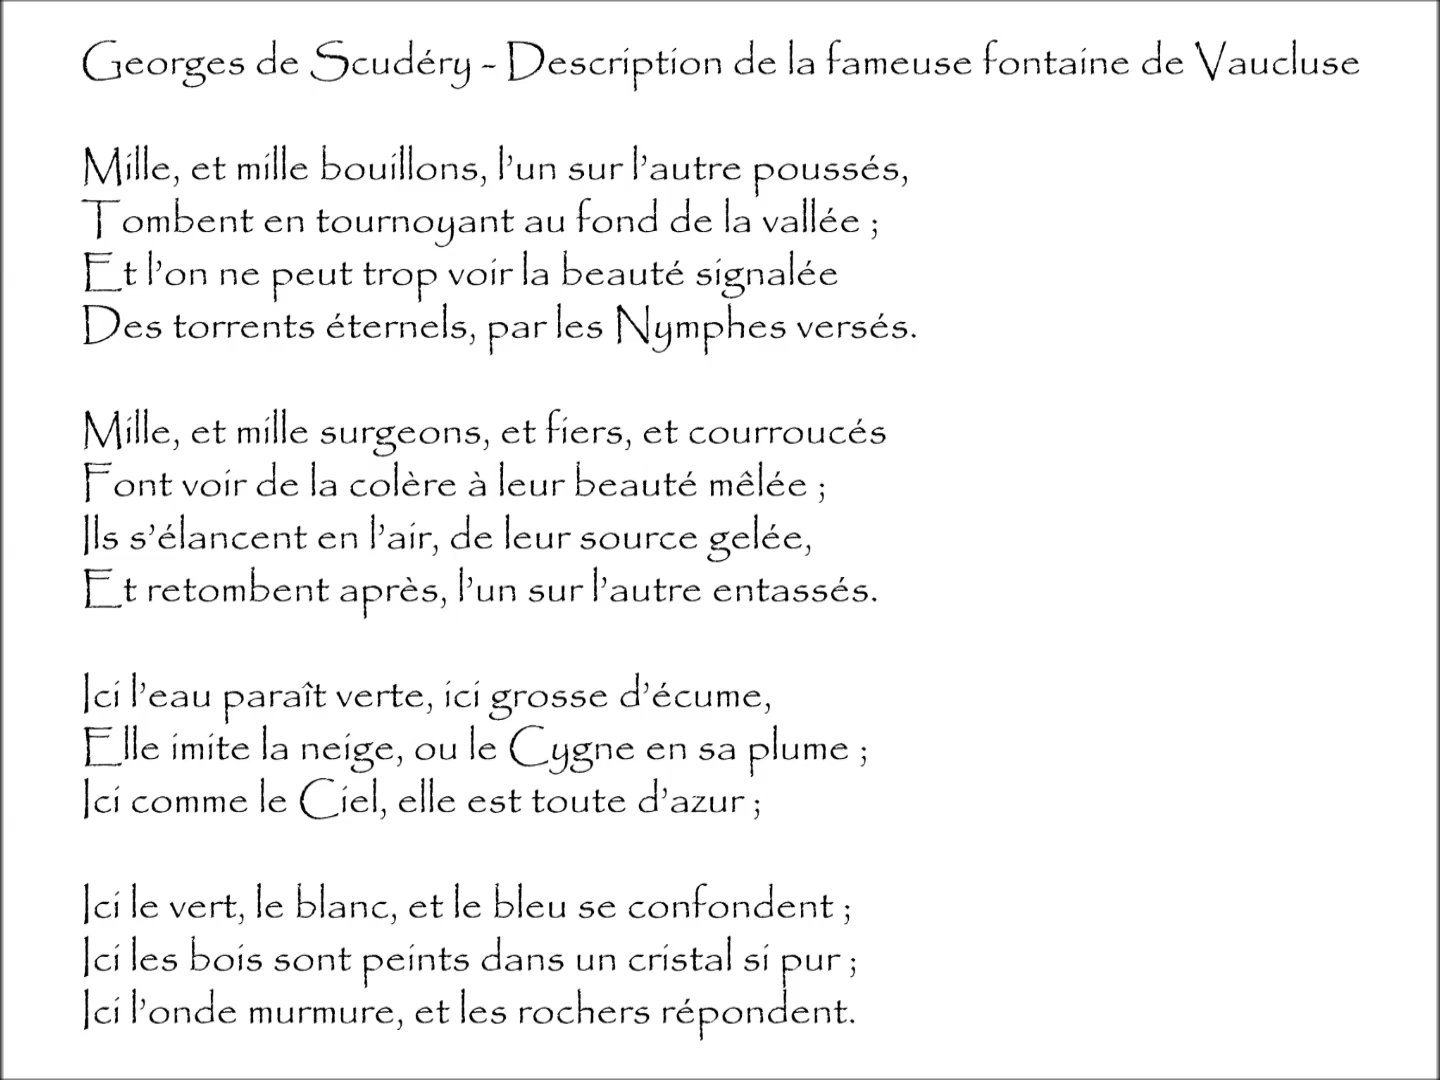 Georges de Scudéry - Description de la fameuse fontaine de Vaucluse
Mille, et mille bouillons, l'un sur l'autre poussés,
Tombent en tournoyant au fond de la vallée ;
Et l'on ne peut trop voir la beauté signalée
Des torrents éternels, par les Nymphes versés.
Mille, et mille surgeons, et fiers, et courroucés
Font voir de la colère à leur beauté mêlée ;
Ils s'élancent en l'air, de leur source gelée,
Et retombent après, l'un sur l'autre entassés.
Ici l'eau paraît verte, ici grosse d'écume,
Elle imite la neige, ou le Cygne en sa plume ;
Ici comme le Ciel, elle est toute d'azur ;
Ici le vert, le blanc, et le bleu se confondent ;
Ici les bois sont peints dans un cristal si pur ;
Ici l'onde murmure, et les rochers répondent.